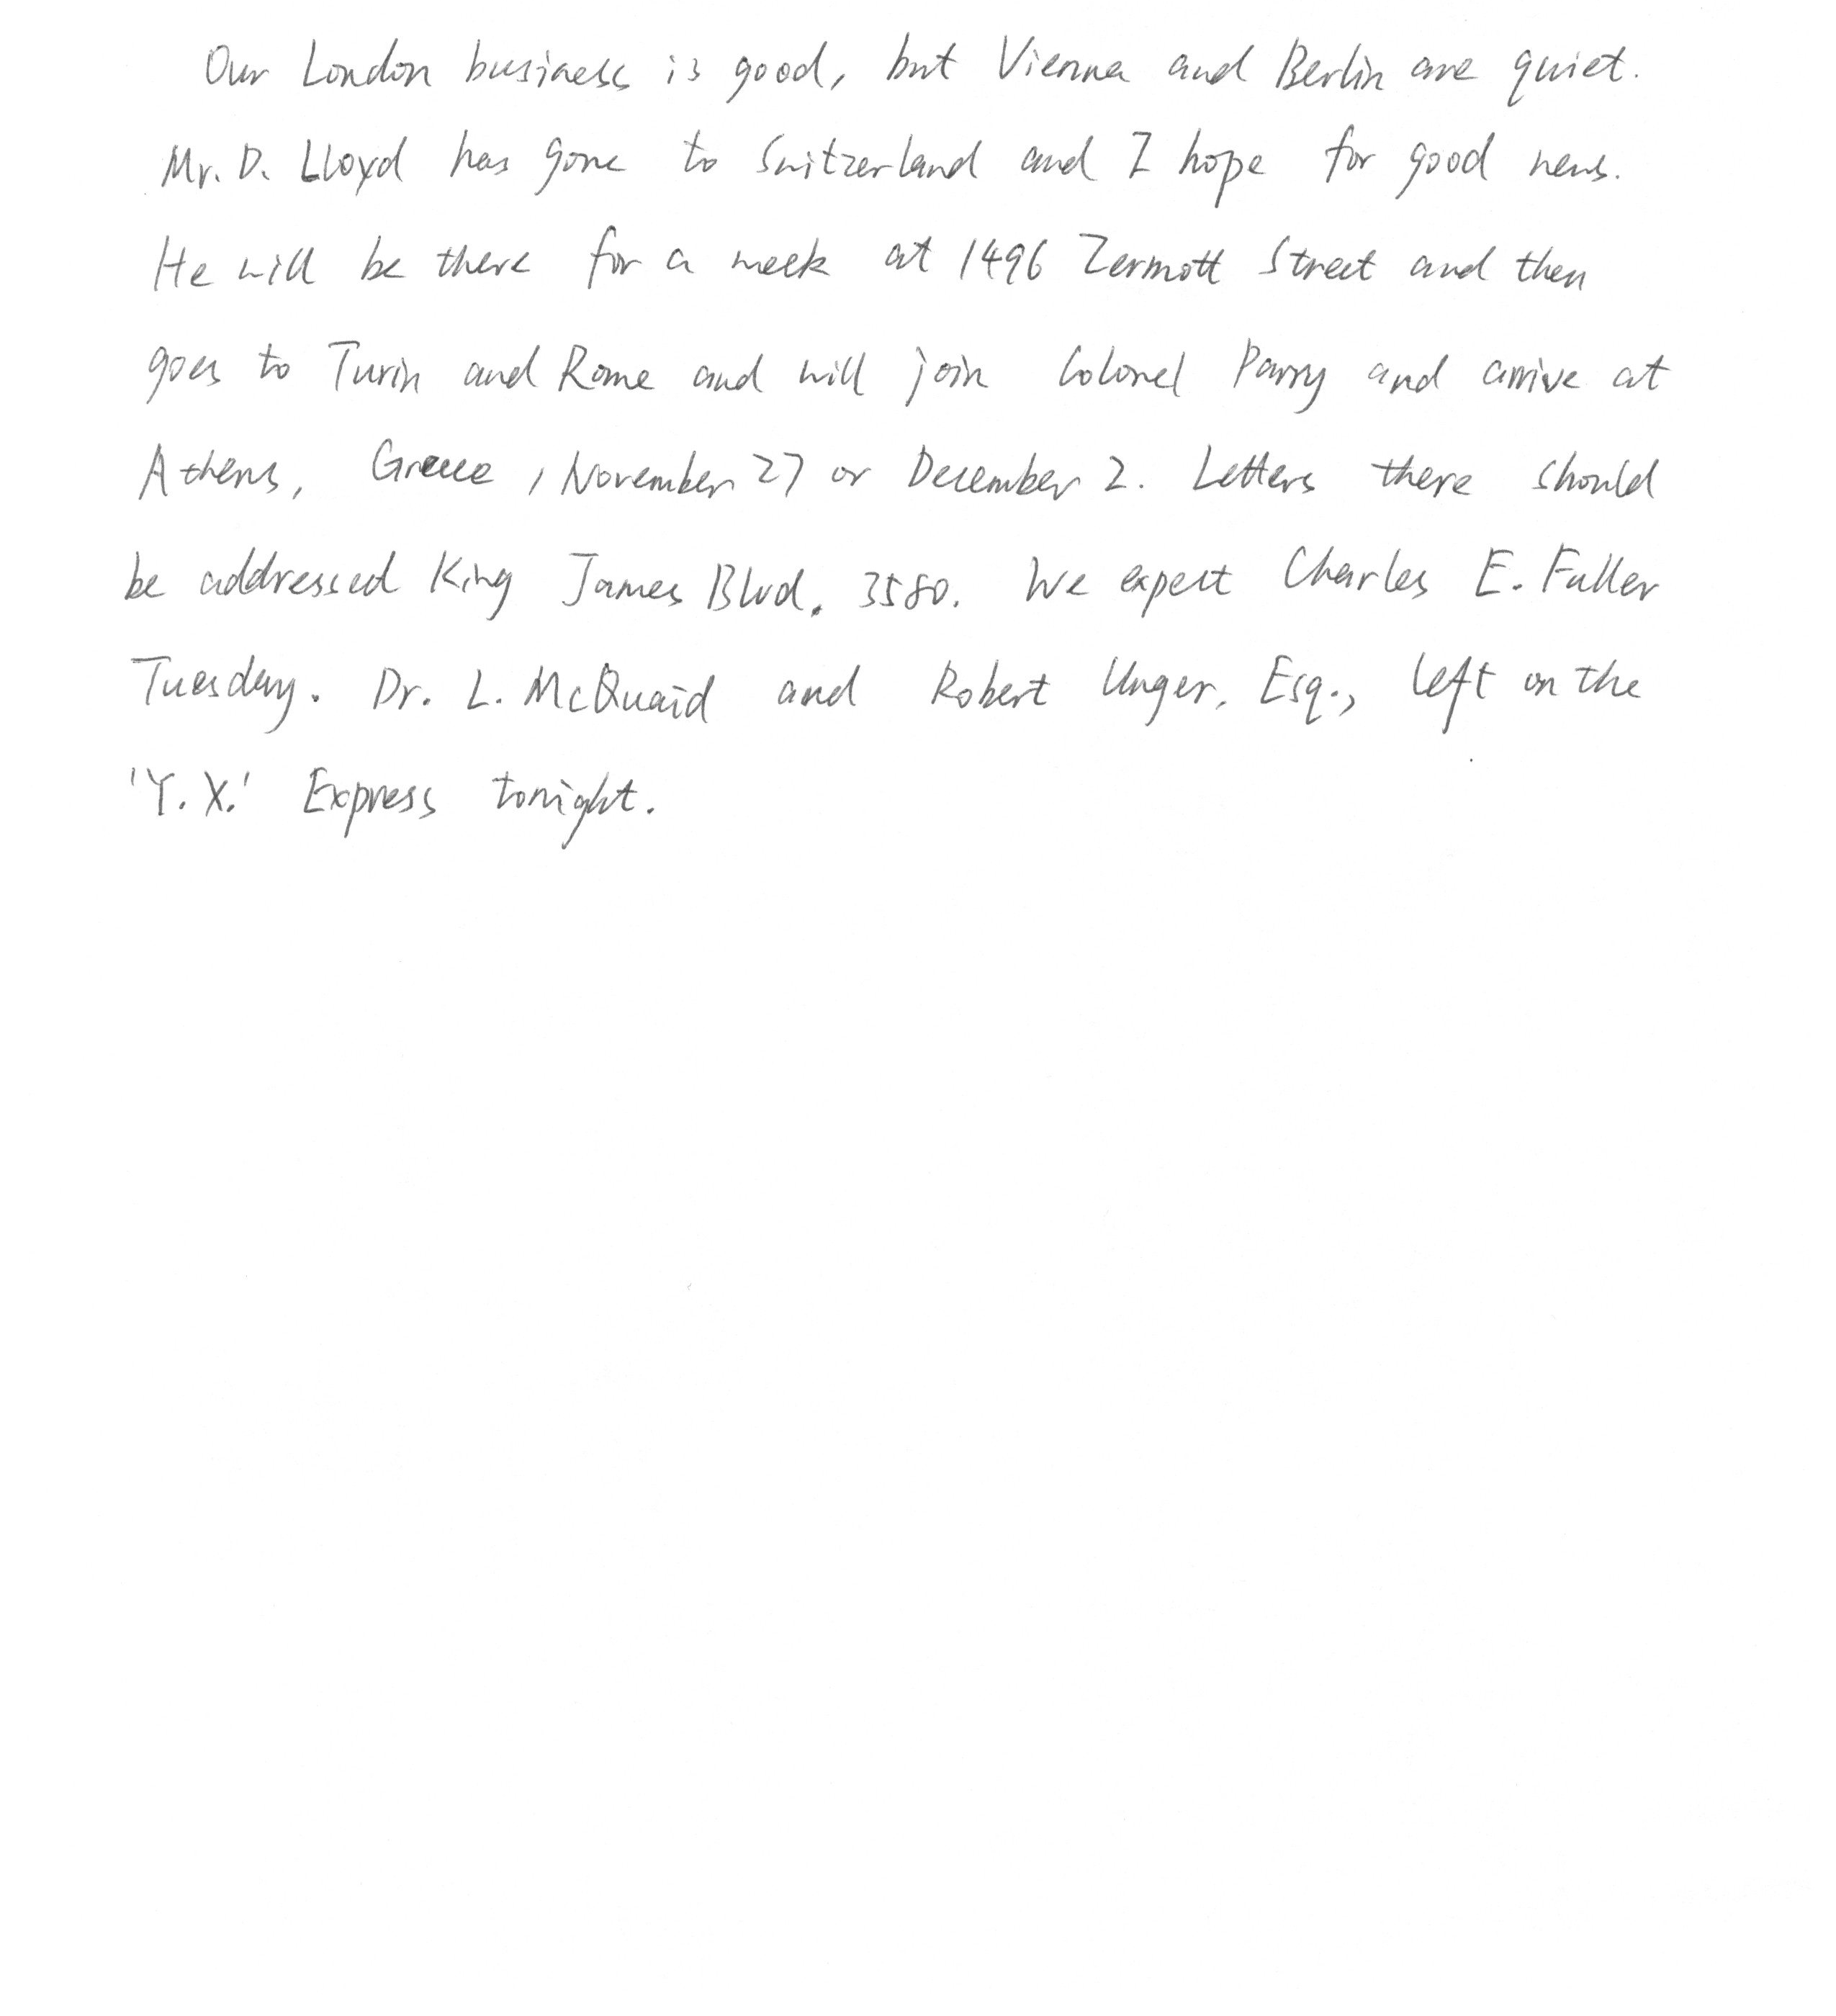 Our London business is good, but Vienna and Berlin are quiet.
Mr. D. Lloyd has gone to Switzerland and I hope for good news.
He will be there for a week at 1496 Zermott Street and then
goes to Turin and Rome and will join Colonel Parry and arrive at
Athens, Greece, November 27 or December 2. Letters there should
be addressed King James Blvd. 3580. We expect Charles E. Fuller
Tuesday. Dr. L. McQuaid and Robert Unger, Esq., left on the
'Y.X.' Express tonight.